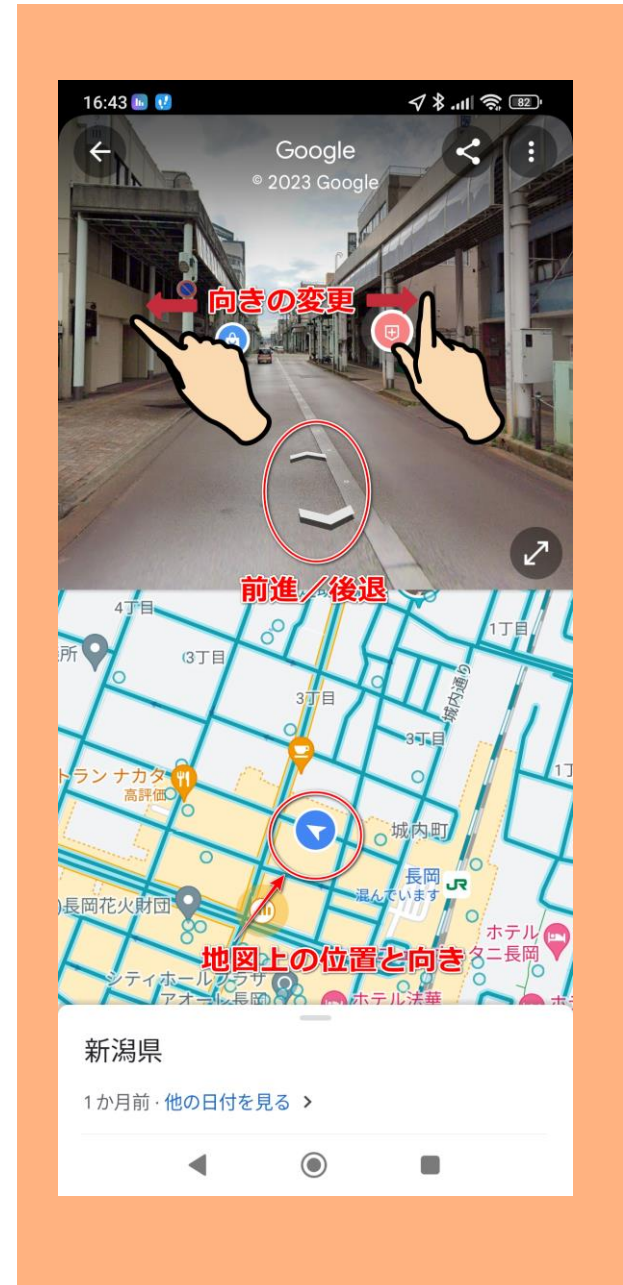 16:43
82
Google
© 2023 Google
向きの変更
前進／後退
4丁目
1丁目
所
3丁目
城内通り
3丁目
3丁目
トラン ナカタ
高評価
城内町
長岡
混んでいます
JR
長岡花火財団
ホテル
タニ長岡
地図上の位置と向き
シティホールプラザ
アオーレ長岡
ホテル法華
新潟県
1か月前·他の日付を見る >